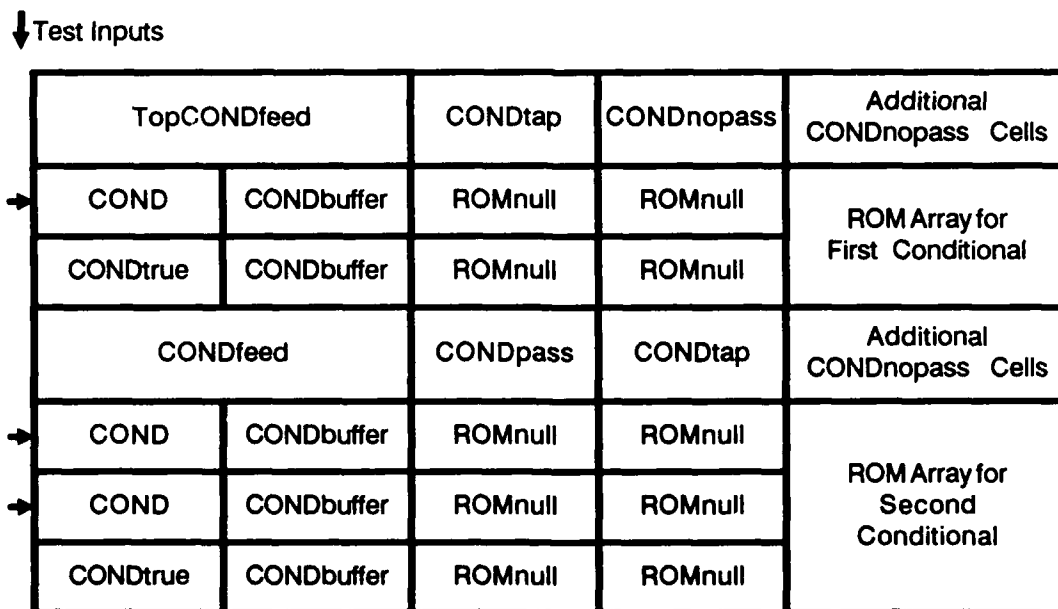 Test Inputs
TopCONDfeed CONDtap CONDnopass Additional CONDnopass Cells
COND CONDbuffer ROMnull ROMnull ROM Array for First Conditional
CONDtrue CONDbuffer ROMnull ROMnull
CONDfeed CONDpass CONDtap Additional CONDnopass Cells
COND CONDbuffer ROMnull ROMnull ROM Array for Second Conditional
COND CONDbuffer ROMnull ROMnull
CONDtrue CONDbuffer ROMnull ROMnull